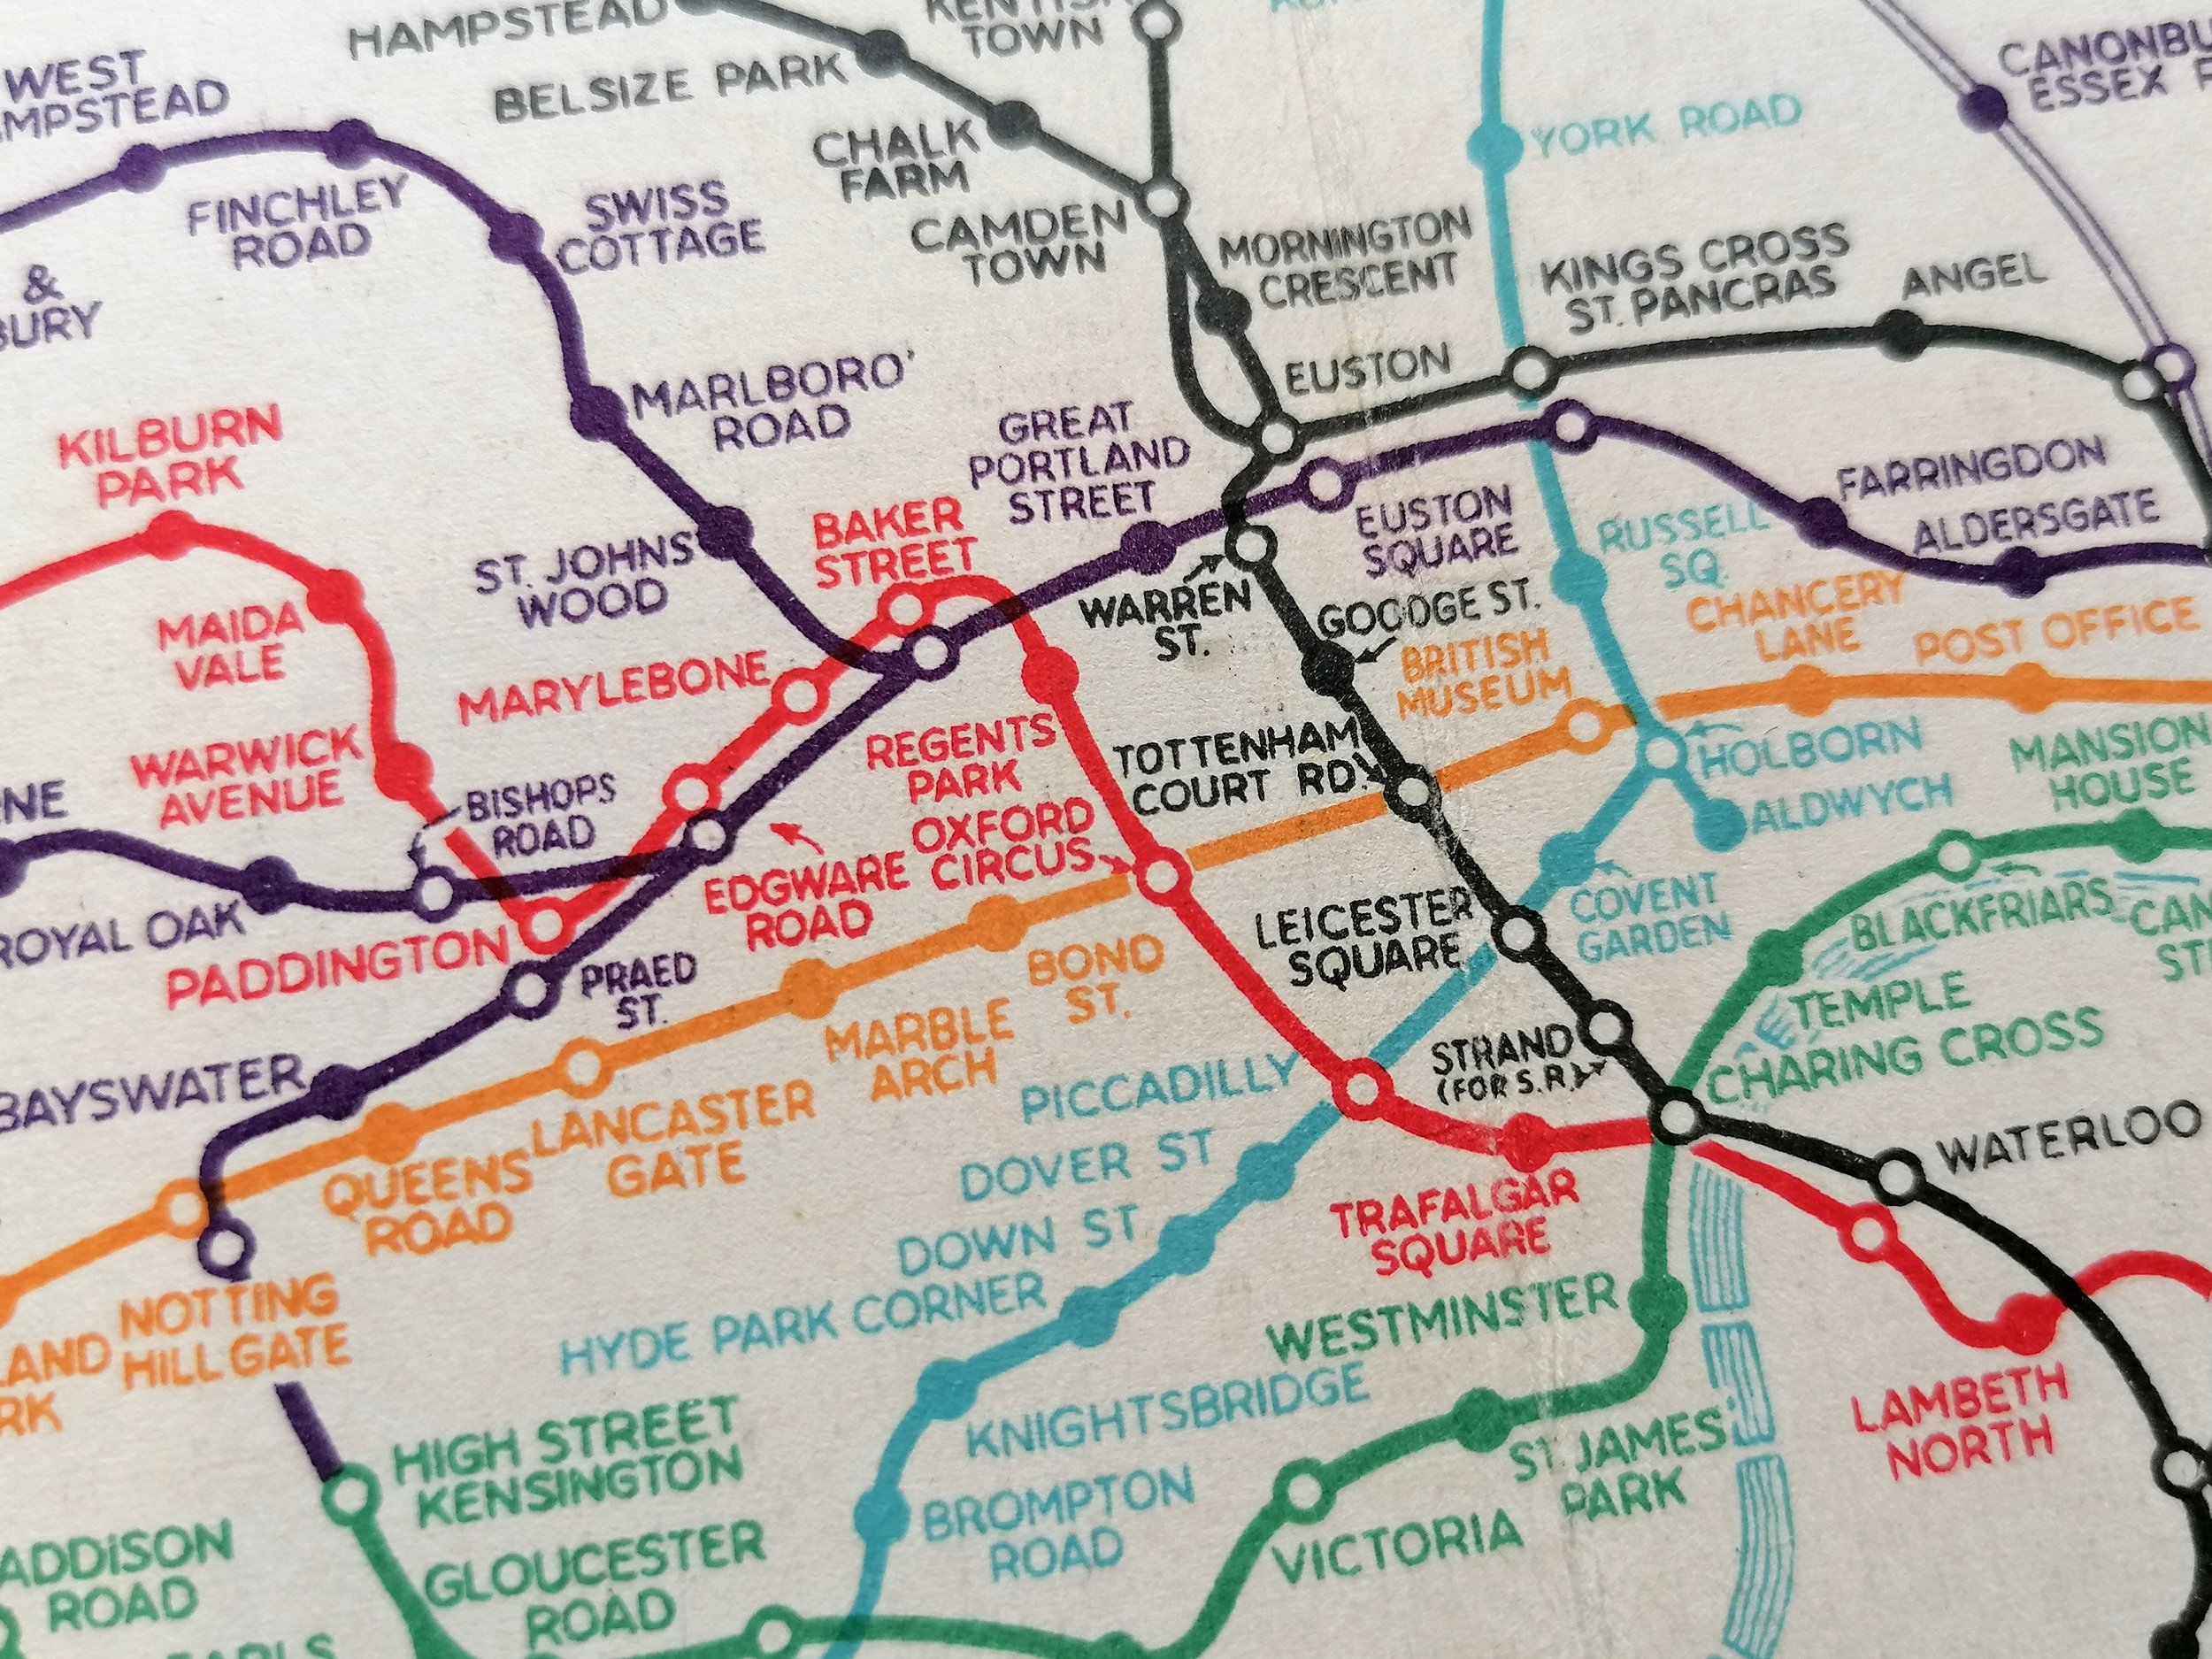 HAMPSTEAD
TOWN
WEST
BELSIZE PARK
CHALK
FARM
YORK ROAD
FINCHLEY
ROAD
SWISS
COTTAGE
CAMDEN
TOWN
MORNINGTON
CRESCENT
KINGS CROSS
ST. PANCRAS
ANGEL
&
MARLBORO'
ROAD
EUSTON
KILBURN
PARK
GREAT
PORTLAND
STREET
BAKER
STREET
EUSTON
SQUARE
FARRINGDON
ALDERSGATE
RUSSELL
SQ.
ST. JOHNS
WOOD
WARREN
ST.
GOODGE ST.
CHANCERY
LANE
POST OFFICE
MAIDA
VALE
MARYLEBONE
BRITISH
MUSEUM
WARWICK
AVENUE
REGENTS
PARK
TOTTENHAM
COURT RD.
HOLBORN
MANSION
HOUSE
BISHOPS
ROAD
OXFORD
CIRCUS
ALDWYCH
EDGWARE
ROAD
ROYAL OAK
PADDINGTON
LEICESTER
SQUARE
COVENT
GARDEN
BLACKFRIARS
PRAED
ST.
BOND
ST.
TEMPLE
MARBLE
ARCH
STRAND
(FOR S.R.)
CHARING CROSS
BAYSWATER
PICCADILLY
LANCASTER
GATE
QUEENS
ROAD
DOVER ST
WATERLOO
DOWN ST
TRAFALGAR
SQUARE
NOTTING
HILL GATE
HYDE PARK CORNER
WESTMINSTER
KNIGHTSBRIDGE
LAMBETH
NORTH
HIGH STREET
KENSINGTON
ST. JAMES
PARK
BROMPTON
ROAD
VICTORIA
ADDISON
ROAD
GLOUCESTER
ROAD